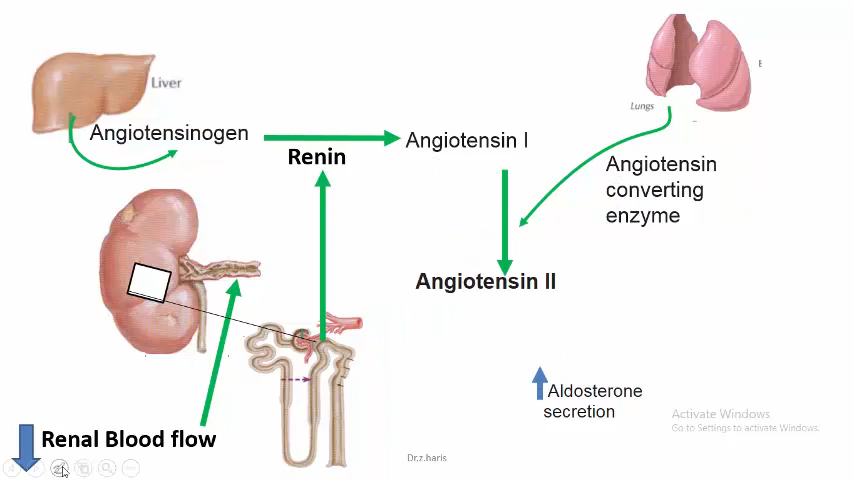 Liver
Lungs
E
Angiotensinogen
Renin
Angiotensin I
Angiotensin
converting
enzyme
Angiotensin II
Aldosterone
secretion
Renal Blood flow
Activate Windows
Go to Settings to activate Windows.
Dr.z.haris